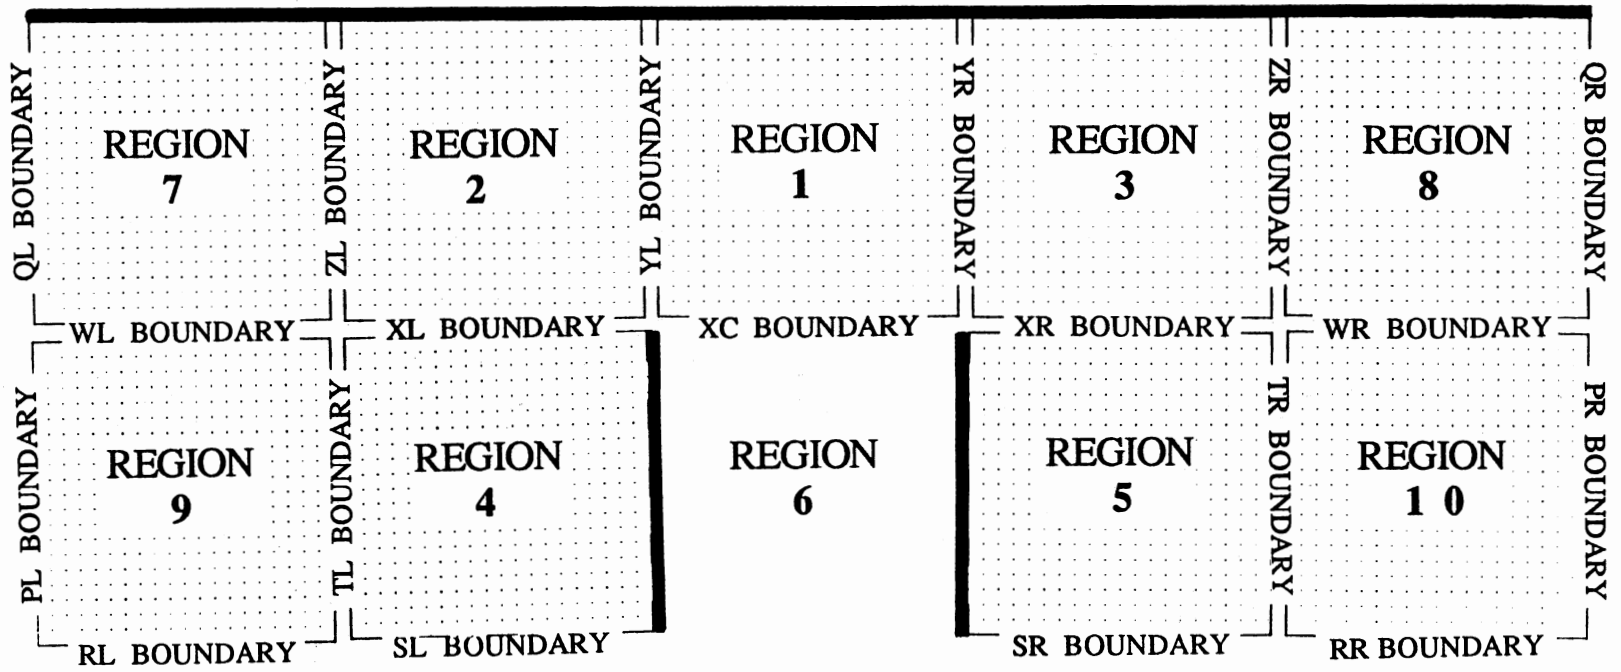 QL BOUNDARY
REGION
7
ZL BOUNDARY
REGION
2
YL BOUNDARY
REGION
1
YR BOUNDARY
REGION
3
ZR BOUNDARY
REGION
8
QR BOUNDARY
WL BOUNDARY
XL BOUNDARY
XC BOUNDARY
XR BOUNDARY
WR BOUNDARY
PL BOUNDARY
REGION
9
TL BOUNDARY
REGION
4
REGION
6
REGION
5
TR BOUNDARY
REGION
1 0
PR BOUNDARY
RL BOUNDARY
SL BOUNDARY
SR BOUNDARY
RR BOUNDARY